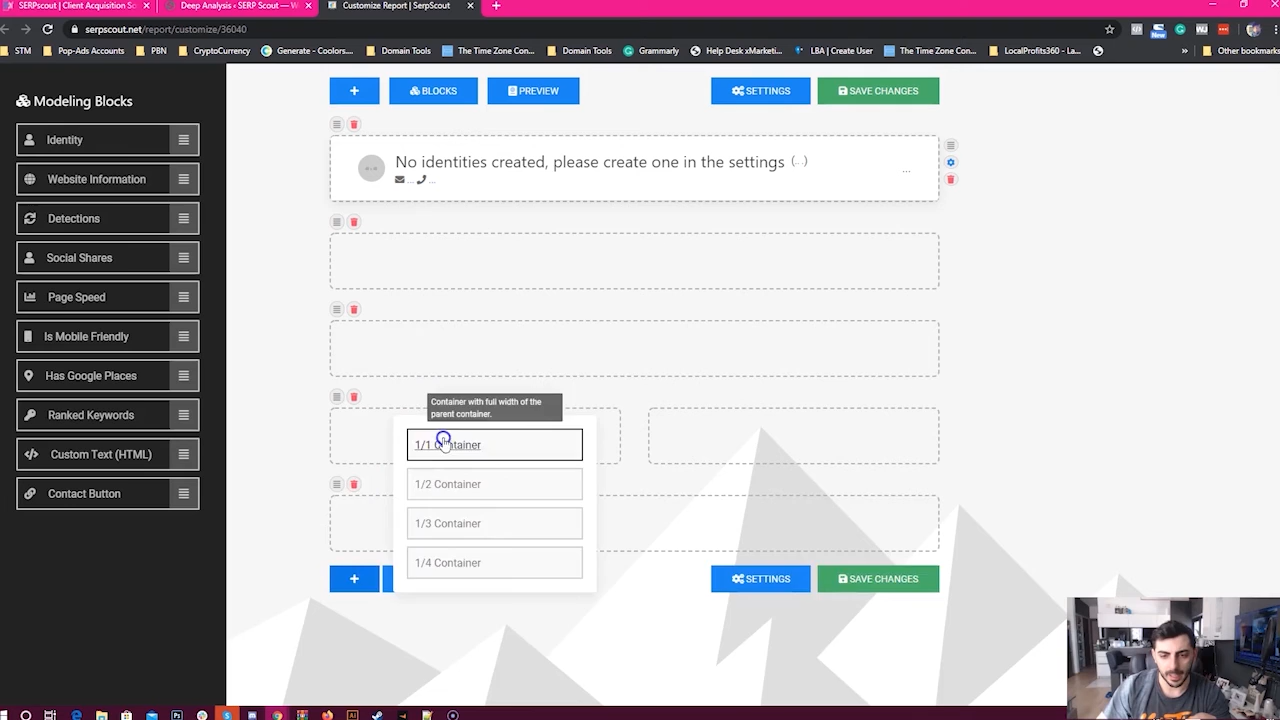 SERPscout | Client Acquisition So
Deep Analysis « SERP Scout — W
Customize Report | SerpScout
serpscout.net/report/customize/36040
New
STM
Pop-Ads Accounts
PBN
CryptoCurrency
Generate - Coolors...
Domain Tools
The Time Zone Con...
Domain Tools
Grammarly
Help Desk xMarketi...
LBA | Create User
The Time Zone Con...
LocalProfits360 - La...
Other bookmark
Modeling Blocks
Identity
Website Information
Detections
Social Shares
Page Speed
Is Mobile Friendly
Has Google Places
Ranked Keywords
Custom Text (HTML)
Contact Button
+
BLOCKS
PREVIEW
SETTINGS
SAVE CHANGES
No identities created, please create one in the settings (...)
... ...
...
Container with full width of the
parent container.
1/1 Container
1/2 Container
1/3 Container
1/4 Container
+
SETTINGS
SAVE CHANGES